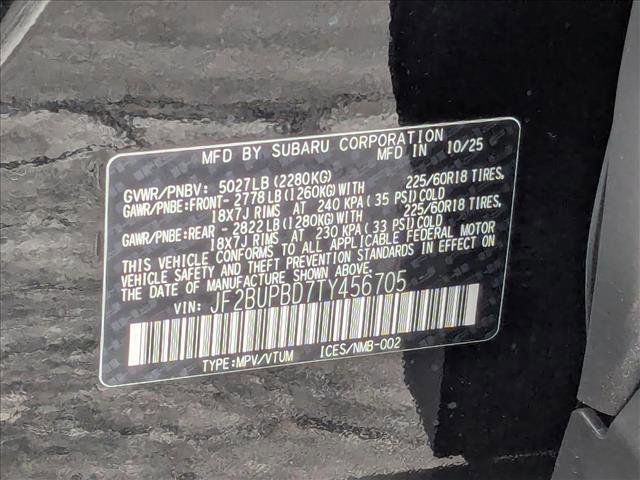 MFD BY SUBARU CORPORATION
MFD IN 10/25
GVWR/PNBV: 5027LB(2280KG)
GAWR/PNBE:FRONT- 2778LB(1260KG)WITH 225/60R18 TIRES,
18X7J RIMS AT 240 KPA(35 PSI)COLD
GAWR/PNBE:REAR - 2822LB(1280KG)WITH 225/60R18 TIRES,
18X7J RIMS AT 230 KPA(33 PSI)COLD
THIS VEHICLE CONFORMS TO ALL APPLICABLE FEDERAL MOTOR
VEHICLE SAFETY AND THEFT PREVENTION STANDARDS IN EFFECT ON
THE DATE OF MANUFACTURE SHOWN ABOVE.
VIN: JF2BUPBD7TY456705
TYPE:MPV/VTUM ICES/NMB-002